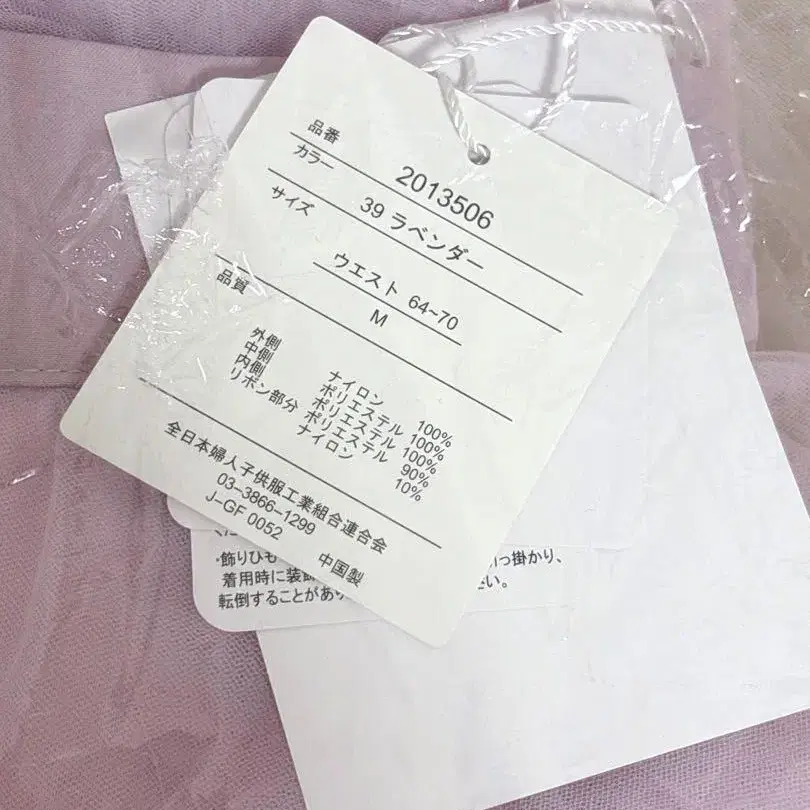 品番 2013506
カラー 39 ラベンダー
サイズ
ウエスト 64~70
M
品質
外側 ナイロン 100%
中側 ポリエステル 100%
内側 ポリエステル 100%
リボン部分 ポリエステル 90%
ナイロン 10%
全日本婦人子供服工業組合連合会
03-3866-1299
J-GF 0052 中国製
・飾りひも 引っ掛かり、
着用時に装飾 さい。
転倒することがあり